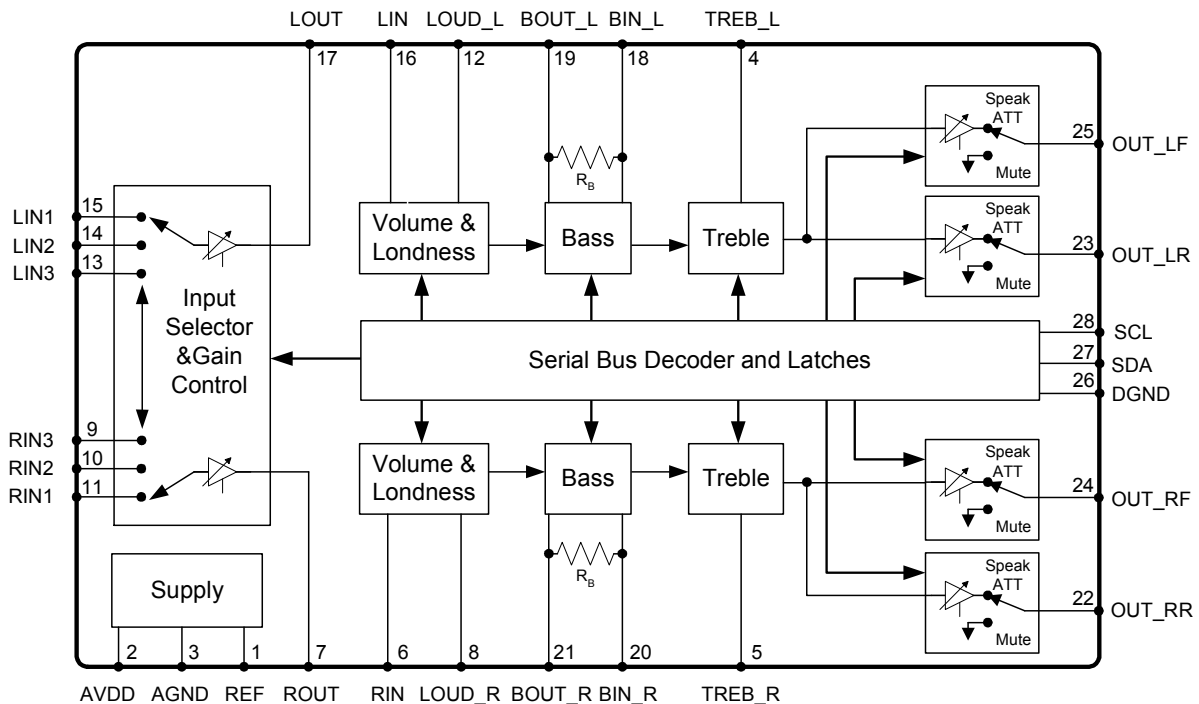 LOUT LIN LOUD_L BOUT_L BIN_L TREB_L
17 16 12 19 18 4
R_B
Speak
ATT
Mute
25 OUT_LF
LIN1 15
LIN2 14
LIN3 13
Input
Selector
&Gain
Control
Volume &
Londness
Bass
Treble
Speak
ATT
Mute
23 OUT_LR
Serial Bus Decoder and Latches
28 SCL
27 SDA
26 DGND
RIN3 9
RIN2 10
RIN1 11
Volume &
Londness
Bass
Treble
Speak
ATT
Mute
24 OUT_RF
R_B
Supply
Speak
ATT
Mute
22 OUT_RR
2 3 1 7 6 8 21 20 5
AVDD AGND REF ROUT RIN LOUD_R BOUT_R BIN_R TREB_R